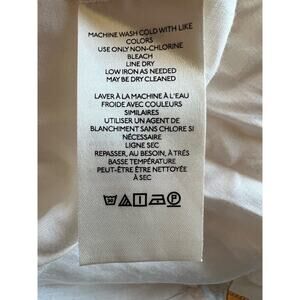 MACHINE WASH COLD WITH LIKE
COLORS
USE ONLY NON-CHLORINE
BLEACH
LINE DRY
LOW IRON AS NEEDED
MAY BE DRY CLEANED
LAVER À LA MACHINE À L'EAU
FROIDE AVEC COULEURS
SIMILAIRES
UTILISER UN AGENT DE
BLANCHIMENT SANS CHLORE SI
NÉCESSAIRE
LIGNE SEC
REPASSER, AU BESOIN, À TRÈS
BASSE TEMPÉRATURE
PEUT-ÊTRE ÊTRE NETTOYÉE
À SEC